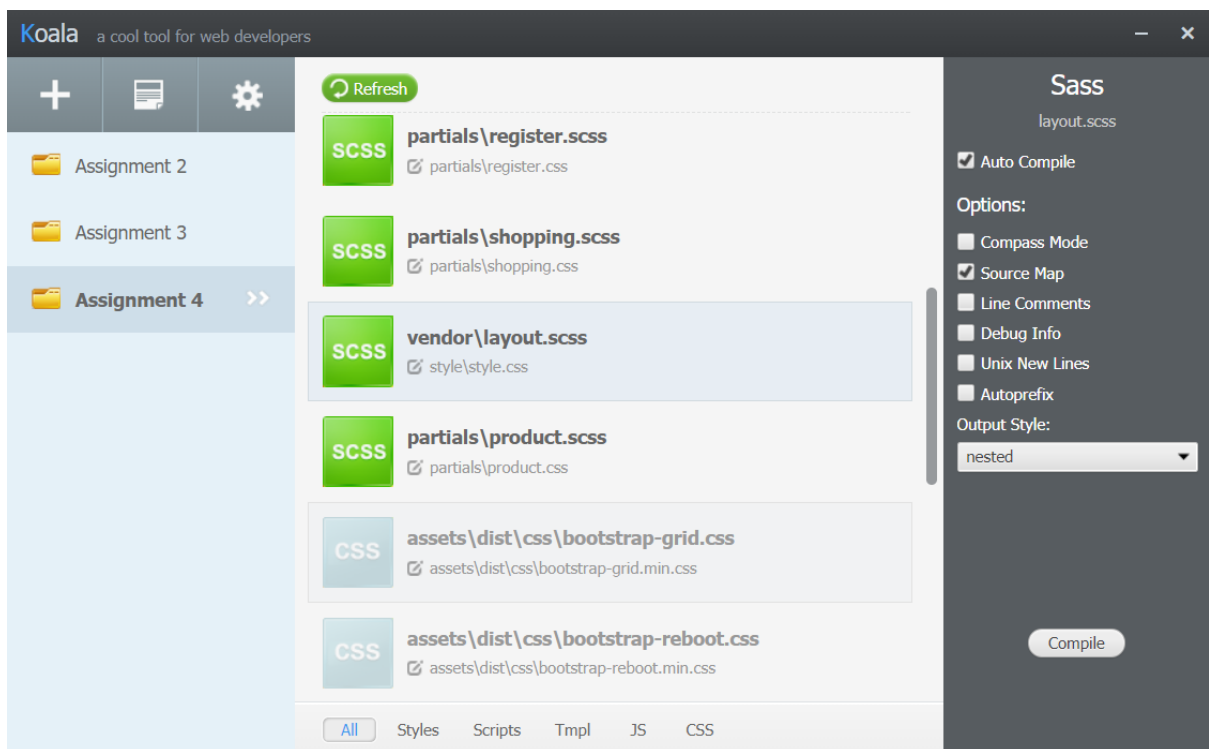 Koala a cool tool for web developers
Refresh
Assignment 2
Assignment 3
Assignment 4
SCSS
partials\register.scss
partials\register.css
SCSS
partials\shopping.scss
partials\shopping.css
SCSS
vendor\layout.scss
style\style.css
SCSS
partials\product.scss
partials\product.css
CSS
assets\dist\css\bootstrap-grid.css
assets\dist\css\bootstrap-grid.min.css
CSS
assets\dist\css\bootstrap-reboot.css
assets\dist\css\bootstrap-reboot.min.css
All Styles Scripts Tmpl JS CSS
Sass
layout.scss
Auto Compile
Options:
Compass Mode
Source Map
Line Comments
Debug Info
Unix New Lines
Autoprefix
Output Style:
nested
Compile